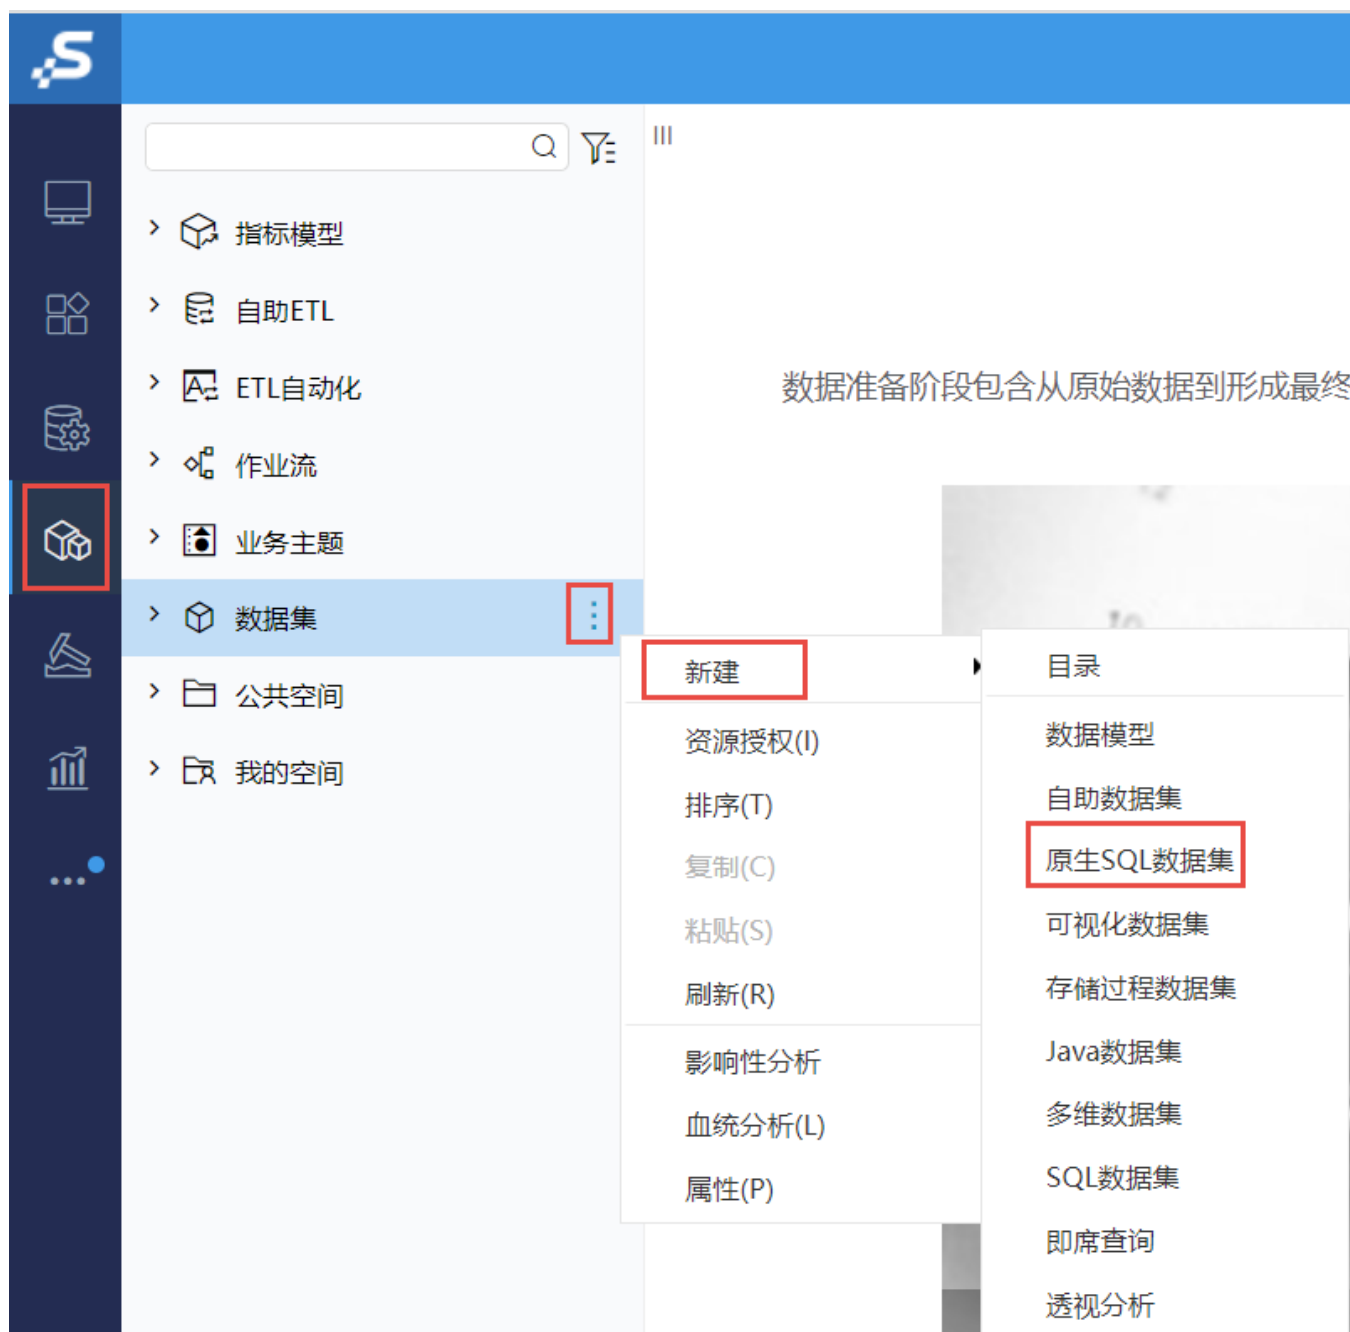 指标模型
自助ETL
ETL自动化
作业流
业务主题
数据集
公共空间
我的空间
数据准备阶段包含从原始数据到形成最终
新建
资源授权(I)
排序(T)
复制(C)
粘贴(S)
刷新(R)
影响性分析
血统分析(L)
属性(P)
目录
数据模型
自助数据集
原生SQL数据集
可视化数据集
存储过程数据集
Java数据集
多维数据集
SQL数据集
即席查询
透视分析